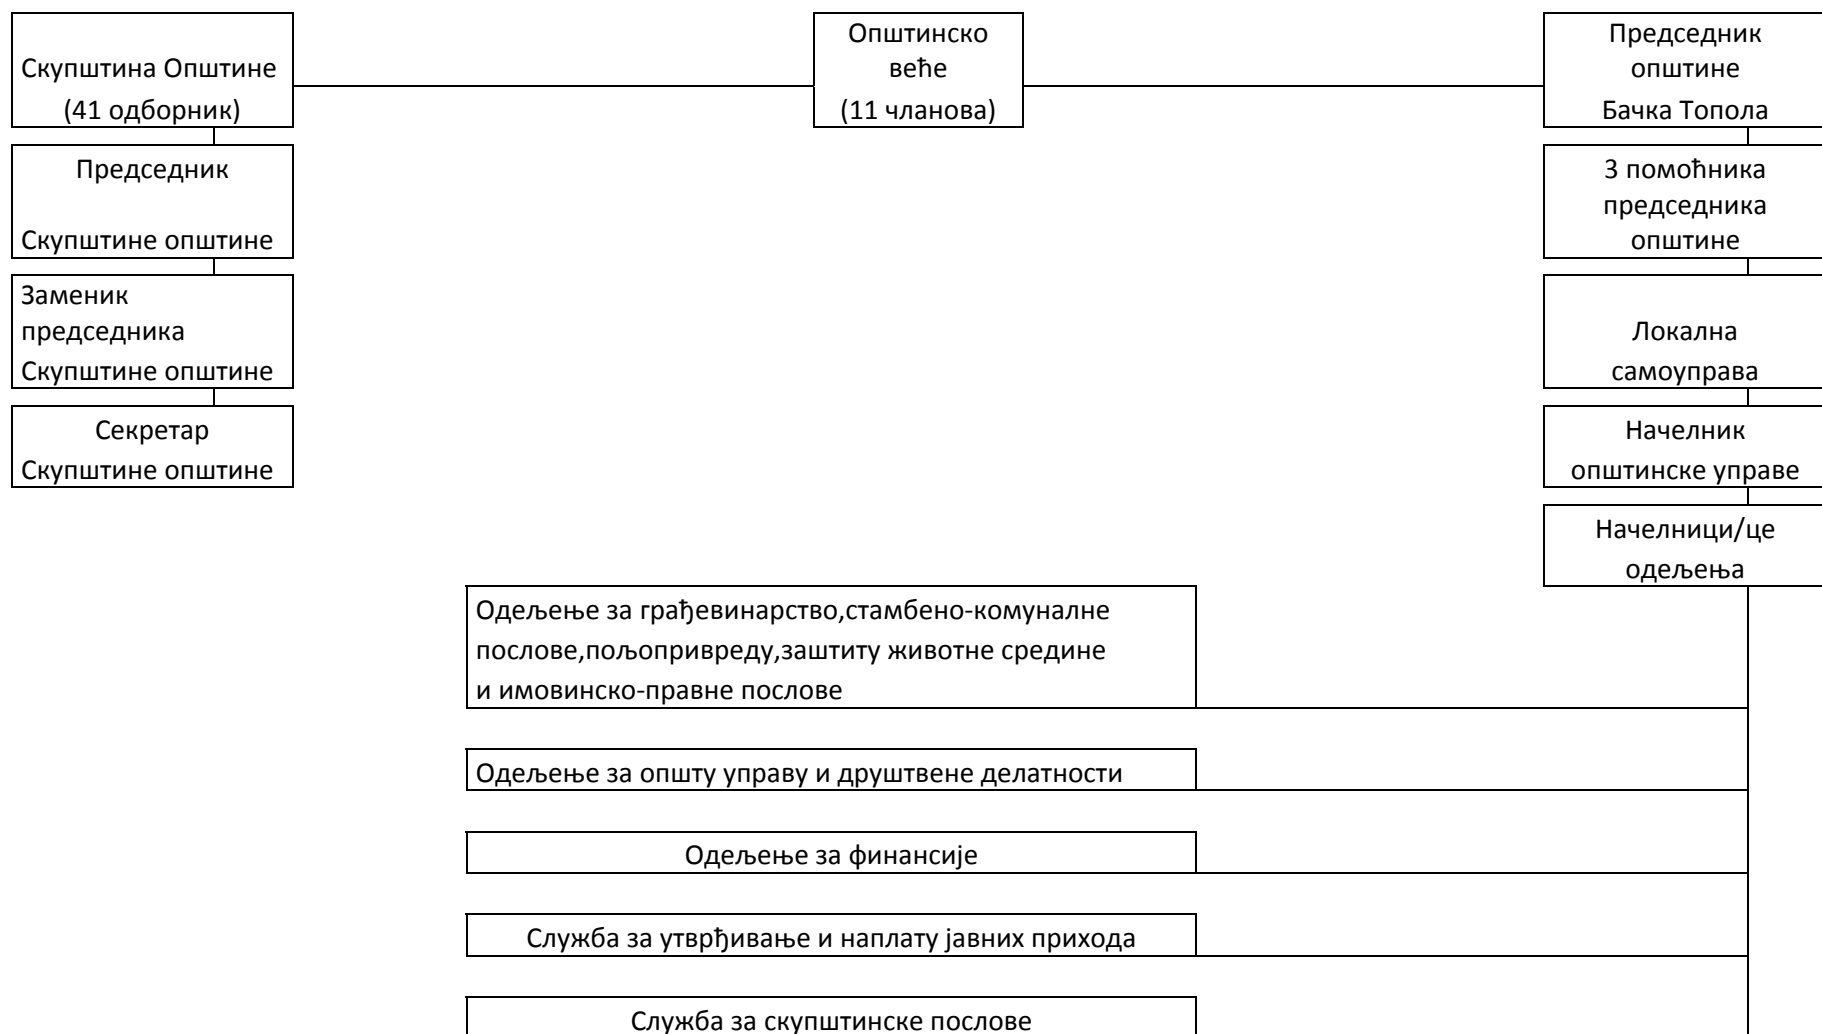 Скупштина Општине
(41 одборник)
Општинско
веће
(11 чланова)
Председник
општине
Бачка Топола
Председник
Скупштине општине
3 помоћника
председника
општине
Заменик
председника
Скупштине општине
Локална
самоуправа
Секретар
Скупштине општине
Начелник
општинске управе
Начелници/це
одељења
Одељење за грађевинарство,стамбено-комуналне
послове,пољопривреду,заштиту животне средине
и имовинско-правне послове
Одељење за општу управу и друштвене делатности
Одељење за финансије
Служба за утврђивање и наплату јавних прихода
Служба за скупштинске послове